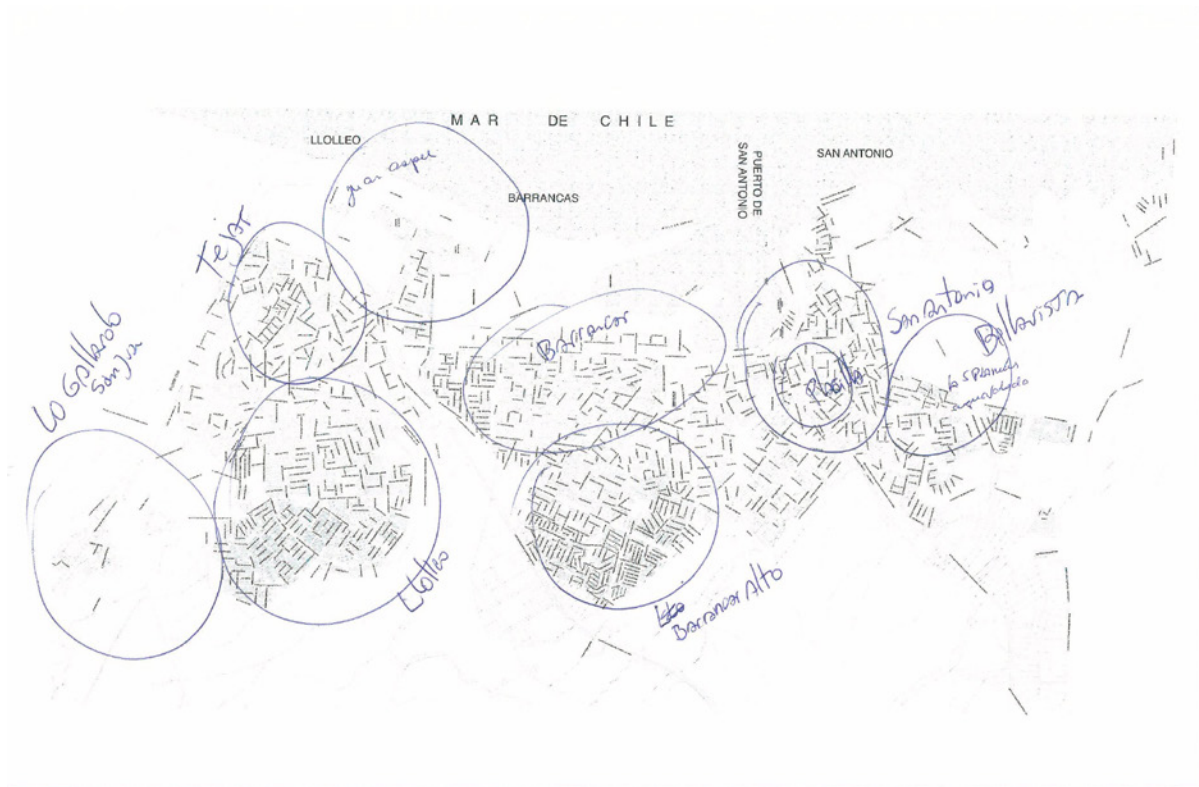 MAR DE CHILE
LLOLLEO
PUERTO DE
SAN ANTONIO
SAN ANTONIO
BARRANCAS
Tejar
San Antonio
Bellavista
Barrancas
Placilla
Lo Gallardo
San Juan
Llolleo
Barrancas Alto